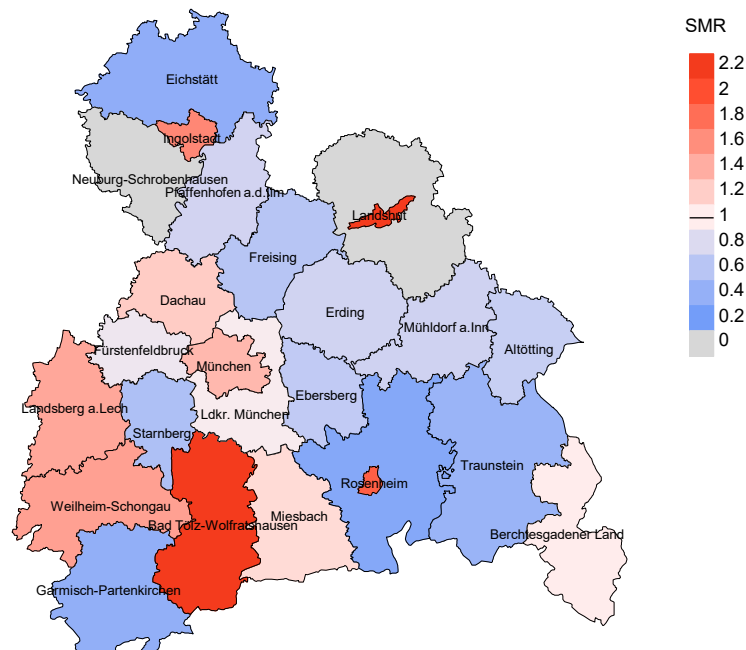 SMR
2.2
2
1.8
1.6
1.4
1.2
1
0.8
0.6
0.4
0.2
0
Eichstätt
Ingolstadt
Neuburg-Schrobenhausen
Pfaffenhofen a.d.Ilm
Landshut
Freising
Dachau
Erding
Mühldorf a.Inn
Altötting
Fürstenfeldbruck
München
Ebersberg
Landsberg a.Lech
Ldkr. München
Starnberg
Traunstein
Rosenheim
Weilheim-Schongau
Miesbach
Bad Tölz-Wolfratshausen
Berchtesgadener Land
Garmisch-Partenkirchen